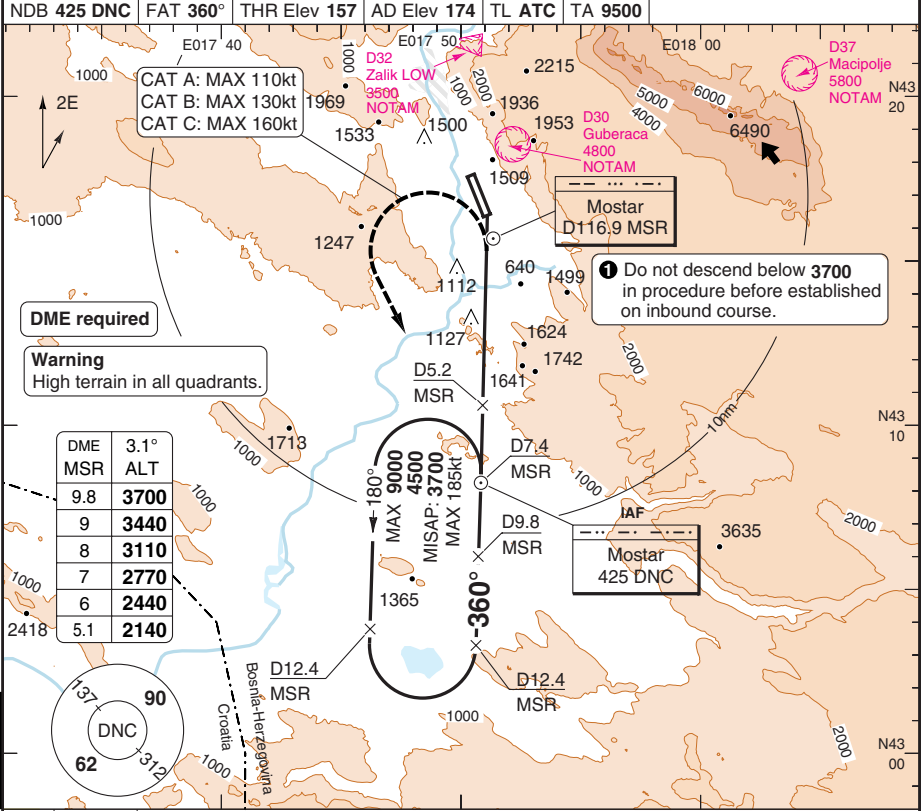 NDB 425 DNC FAT 360° THR Elev 157 AD Elev 174 TL ATC TA 9500
E017 40
E017 50
E018 00
N43
20
N43
10
N43
00
2E
CAT A: MAX 110kt
CAT B: MAX 130kt
CAT C: MAX 160kt
D32
Zalik LOW
3500
NOTAM
D37
Macipolje
5800
NOTAM
D30
Guberaca
4800
NOTAM
1000
1000
1969
1533
1500
1000
2000
2215
1936
1953
1509
5000
4000
6000
6490
1000
1247
1112
1127
640
1499
1624
1742
1641
Mostar
D116.9 MSR
1 Do not descend below 3700
in procedure before established
on inbound course.
DME required
Warning
High terrain in all quadrants.
D5.2
MSR
D7.4
MSR
D9.8
MSR
D12.4
MSR
D12.4
MSR
2000
10nm
1000
1713
1000
1000
1000
2418
DME 3.1°
MSR ALT
9.8 3700
9 3440
8 3110
7 2770
6 2440
5.1 2140
180°
MAX 9000
4500
MISAP: 3700
MAX 185kt
1365
360°
IAF
Mostar
425 DNC
3635
2000
2000
1000
1000
137
90
DNC
62
312
Croatia
Bosnia-Herzegovina